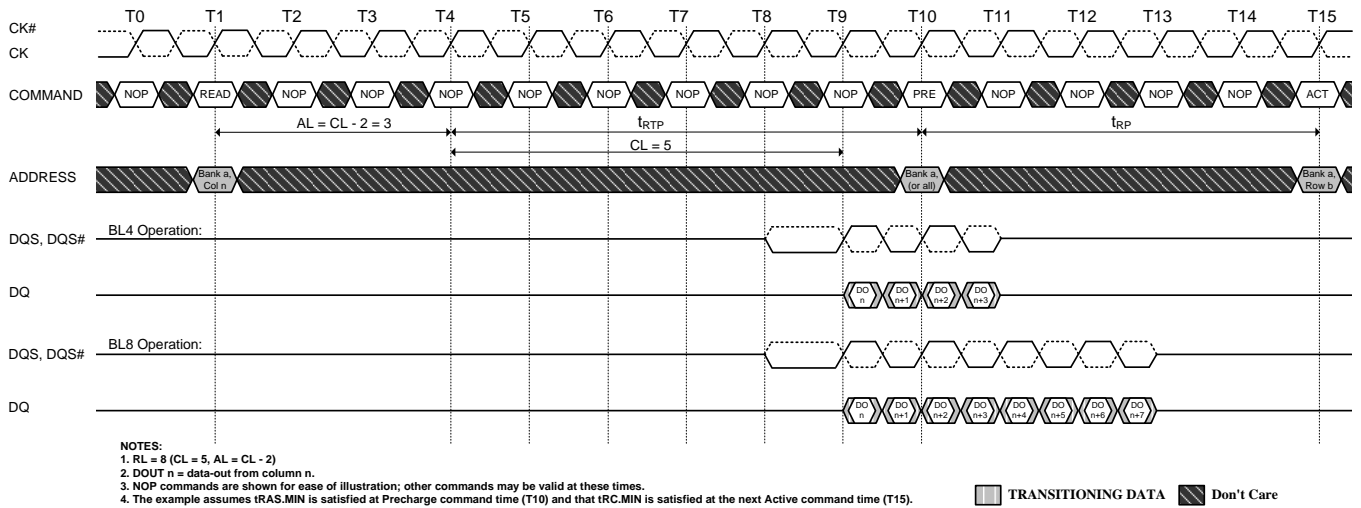 T0 T1 T2 T3 T4 T5 T6 T7 T8 T9 T10 T11 T12 T13 T14 T15
CK#
CK
COMMAND NOP READ NOP NOP NOP NOP NOP NOP NOP NOP PRE NOP NOP NOP NOP ACT
AL = CL - 2 = 3 tRTP tRP
CL = 5
ADDRESS Bank a, Col n Bank a, (or all) Bank a, Row b
BL4 Operation:
DQS, DQS#
DQ DO n DO n+1 DO n+2 DO n+3
BL8 Operation:
DQS, DQS#
DQ DO n DO n+1 DO n+2 DO n+3 DO n+4 DO n+5 DO n+6 DO n+7
NOTES:
1. RL = 8 (CL = 5, AL = CL - 2)
2. DOUT n = data-out from column n.
3. NOP commands are shown for ease of illustration; other commands may be valid at these times.
4. The example assumes tRAS.MIN is satisfied at Precharge command time (T10) and that tRC.MIN is satisfied at the next Active command time (T15).
TRANSITIONING DATA Don't Care